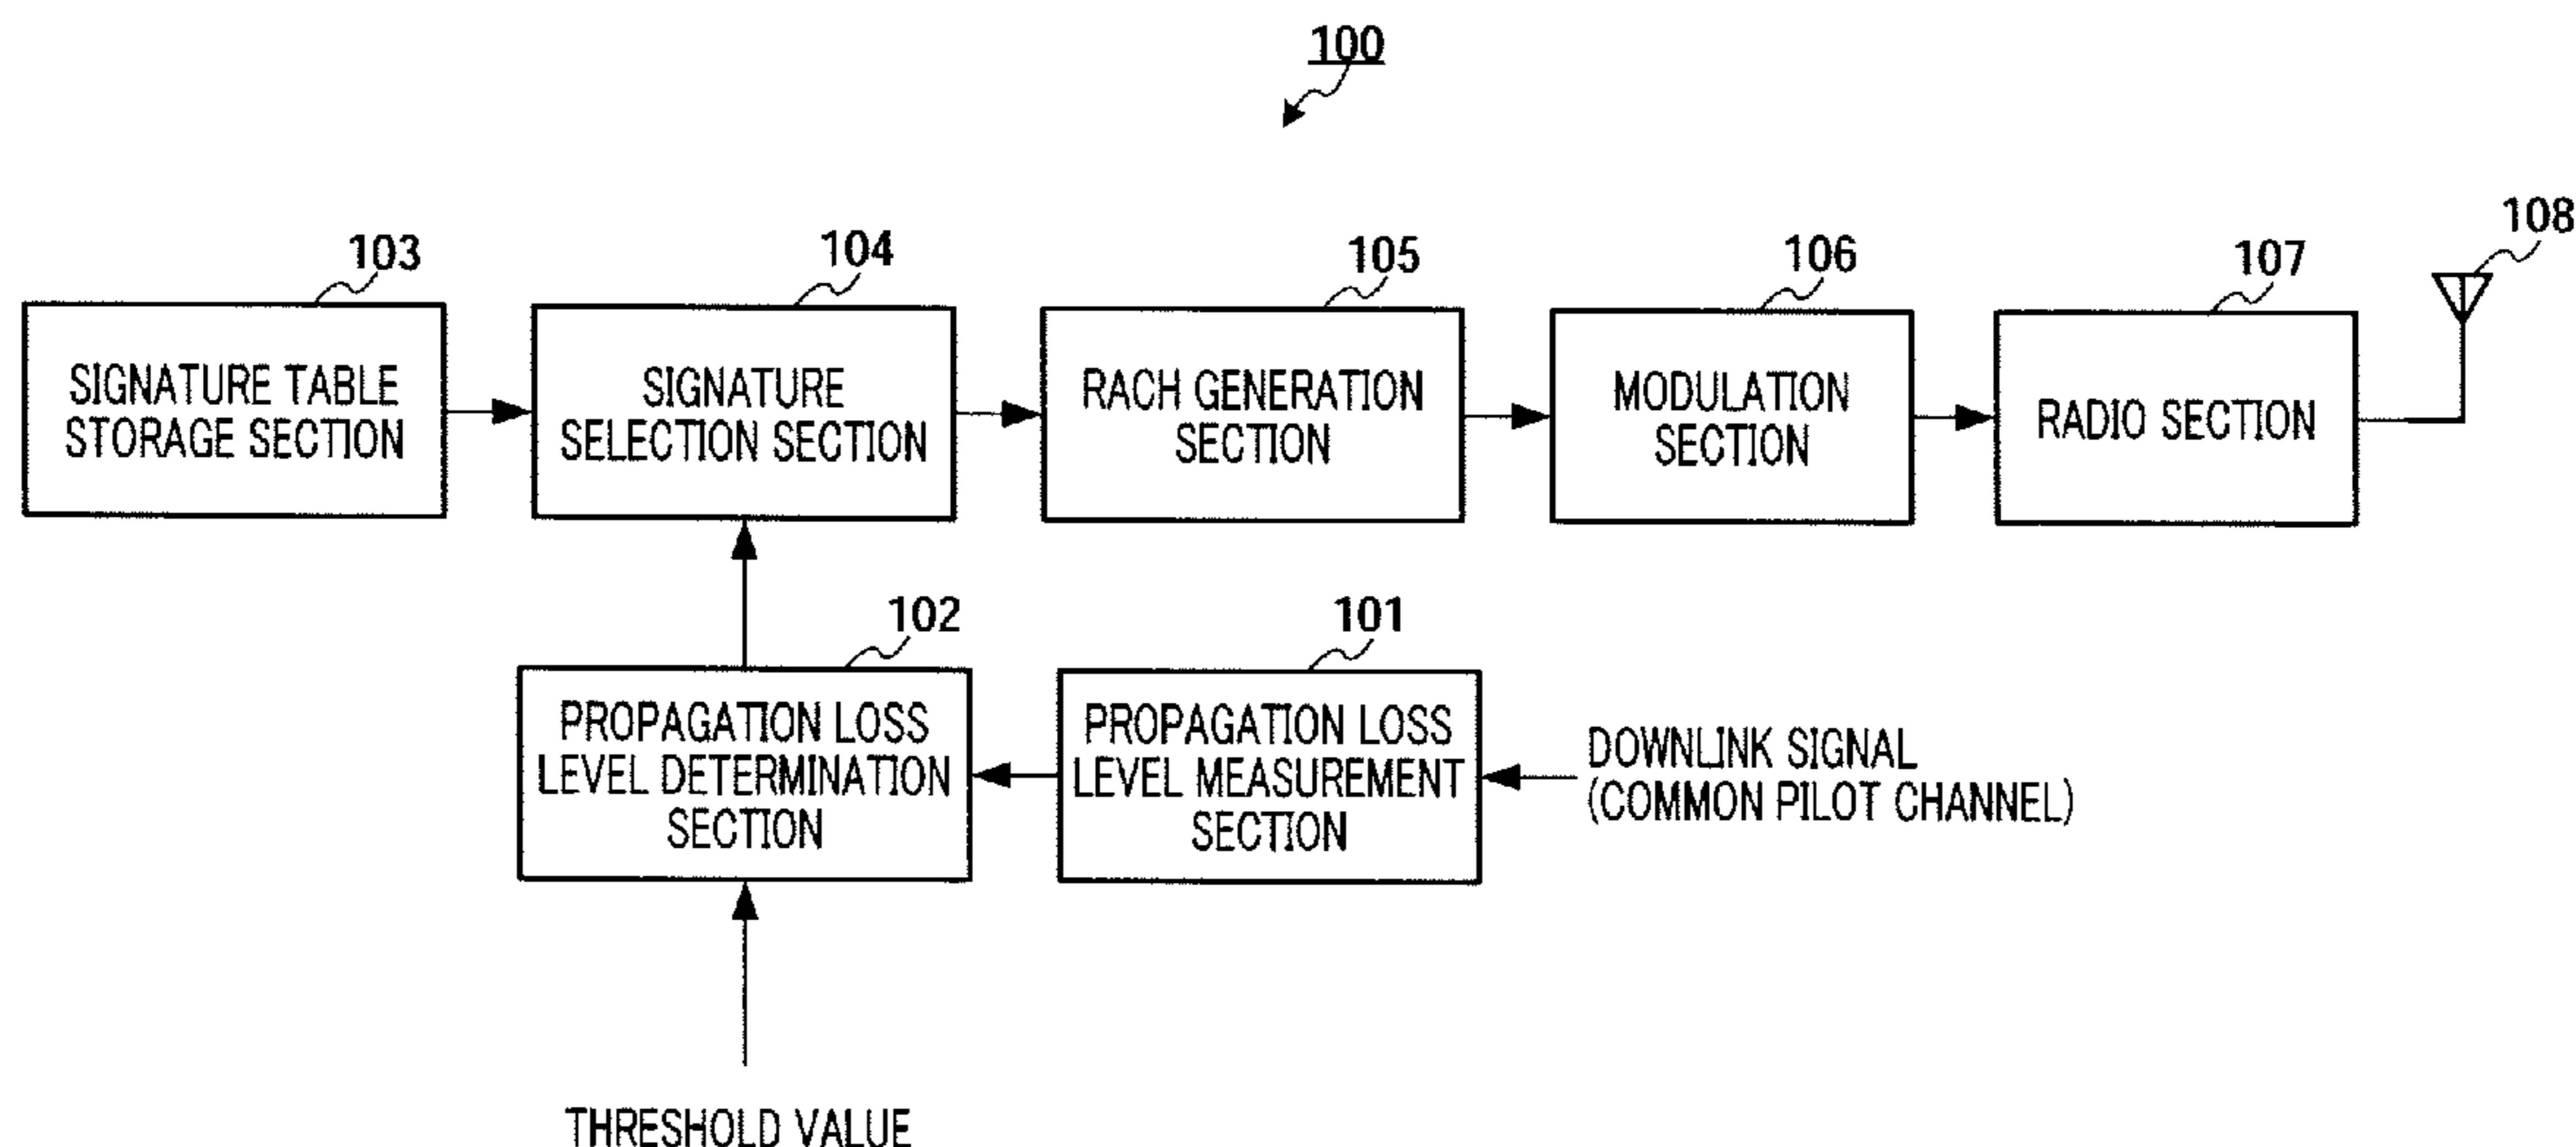 100
103
104
105
106
107
108
SIGNATURE TABLE
STORAGE SECTION
SIGNATURE
SELECTION SECTION
RACH GENERATION
SECTION
MODULATION
SECTION
RADIO SECTION
102
101
PROPAGATION LOSS
LEVEL DETERMINATION
SECTION
PROPAGATION LOSS
LEVEL MEASUREMENT
SECTION
DOWNLINK SIGNAL
(COMMON PILOT CHANNEL)
THRESHOLD VALUE